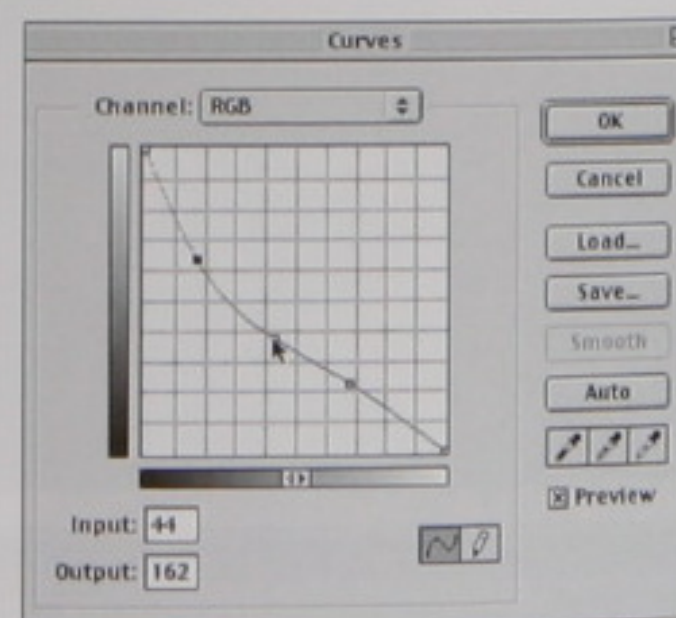 Curves
Channel: RGB
OK
Cancel
Load...
Save...
Smooth
Auto
Preview
Input: 44
Output: 162